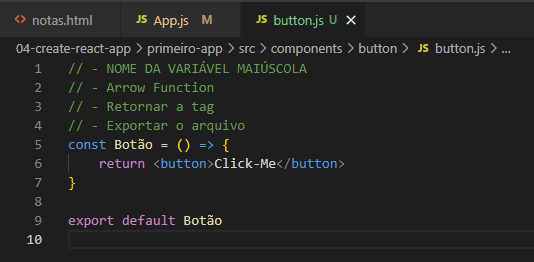 notas.html JS App.js M JS button.js U
04-create-react-app > primeiro-app > src > components > button > JS button.js > ...
1 // - NOME DA VARIÁVEL MAIÚSCOLA
2 // - Arrow Function
3 // - Retornar a tag
4 // - Exportar o arquivo
5 const Botão = () => {
6 return <button>Click-Me</button>
7 }
8
9 export default Botão
10